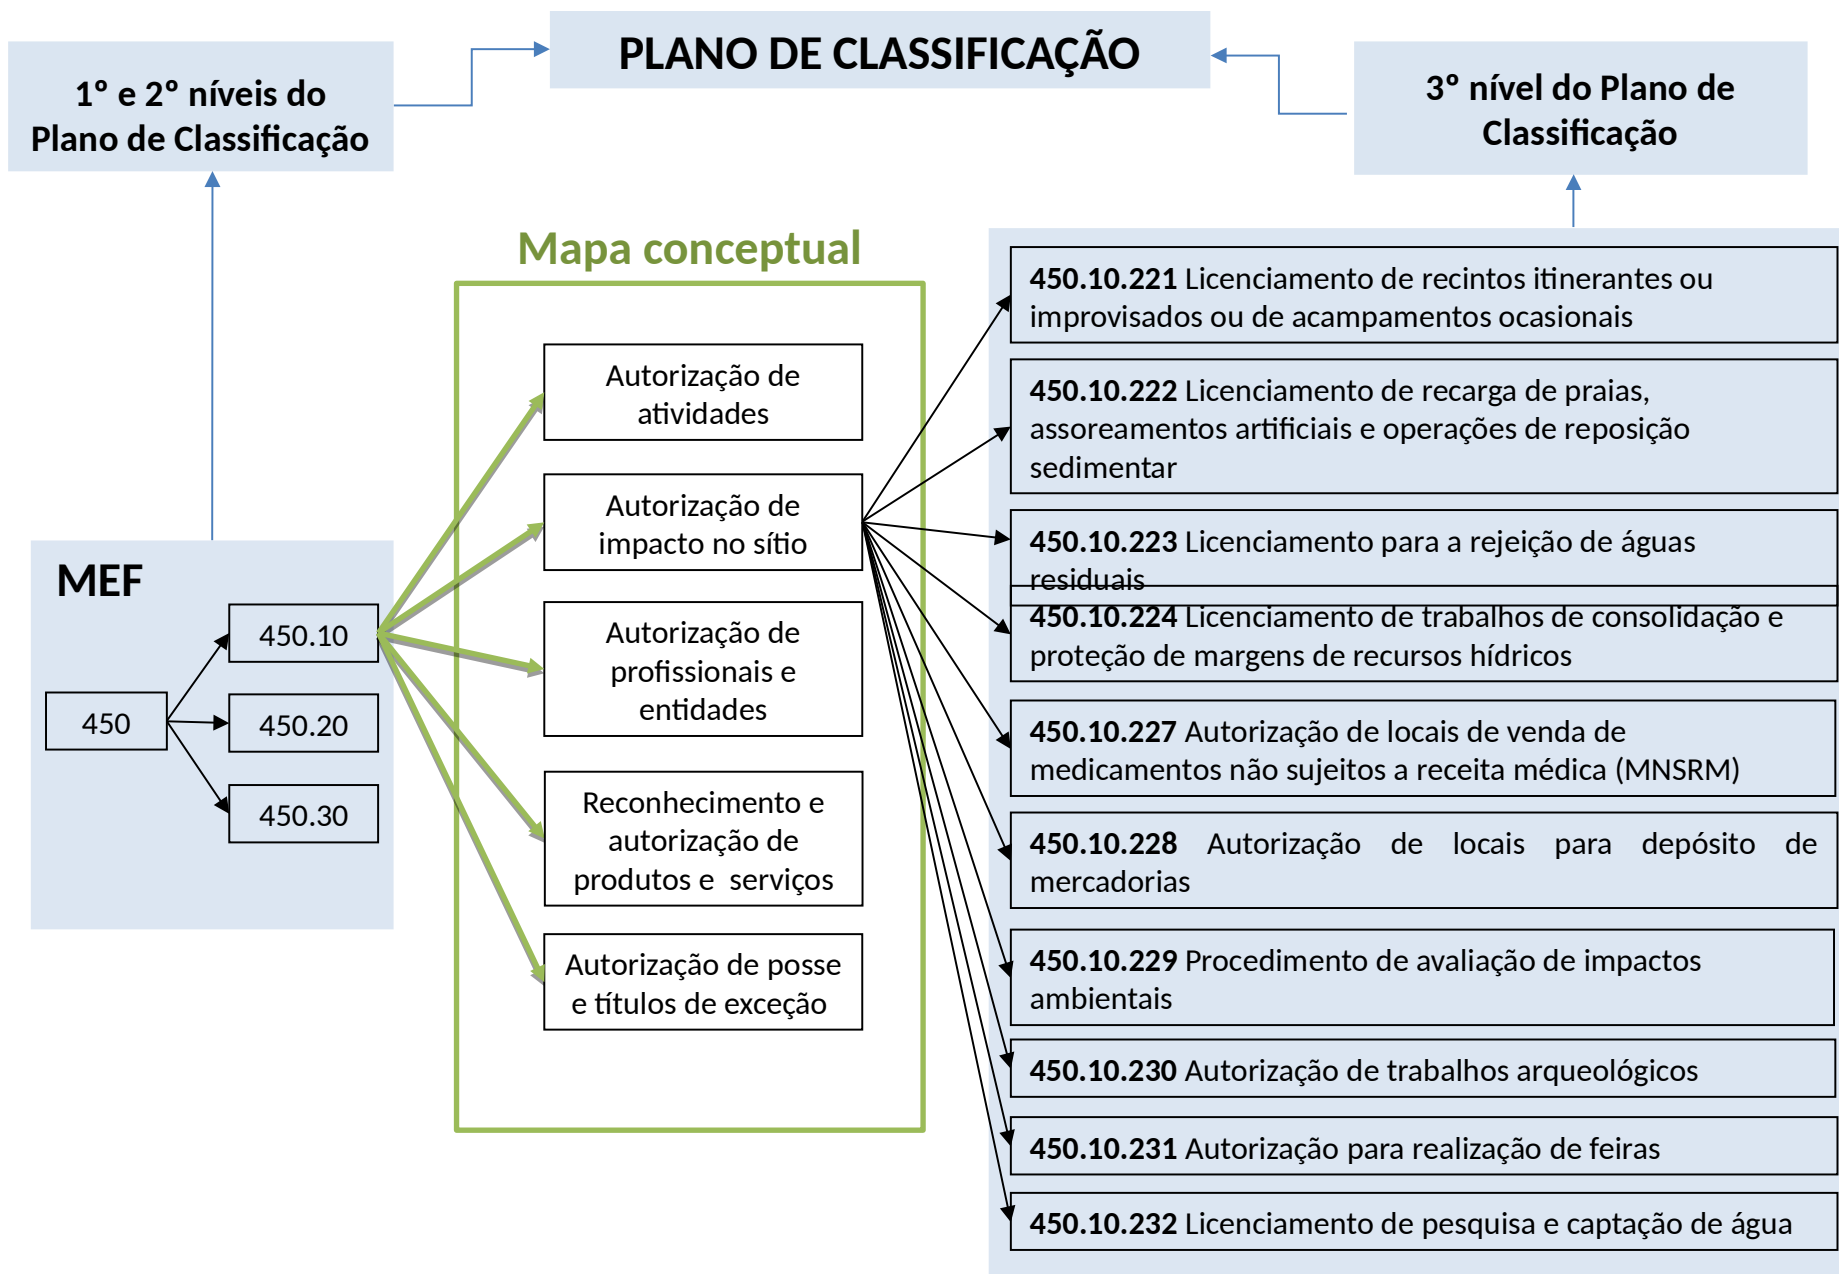 PLANO DE CLASSIFICAÇÃO
1º e 2º níveis do
Plano de Classificação
3º nível do Plano de
Classificação
Mapa conceptual
MEF
450
450.10
450.20
450.30
Autorização de
atividades
Autorização de
impacto no sítio
Autorização de
profissionais e
entidades
Reconhecimento e
autorização de
produtos e  serviços
Autorização de posse
e títulos de exceção
450.10.221 Licenciamento de recintos itinerantes ou
improvisados ou de acampamentos ocasionais
450.10.222 Licenciamento de recarga de praias,
assoreamentos artificiais e operações de reposição
sedimentar
450.10.223 Licenciamento para a rejeição de águas
residuais
450.10.224 Licenciamento de trabalhos de consolidação e
proteção de margens de recursos hídricos
450.10.227 Autorização de locais de venda de
medicamentos não sujeitos a receita médica (MNSRM)
450.10.228 Autorização de locais para depósito de
mercadorias
450.10.229 Procedimento de avaliação de impactos
ambientais
450.10.230 Autorização de trabalhos arqueológicos
450.10.231 Autorização para realização de feiras
450.10.232 Licenciamento de pesquisa e captação de água